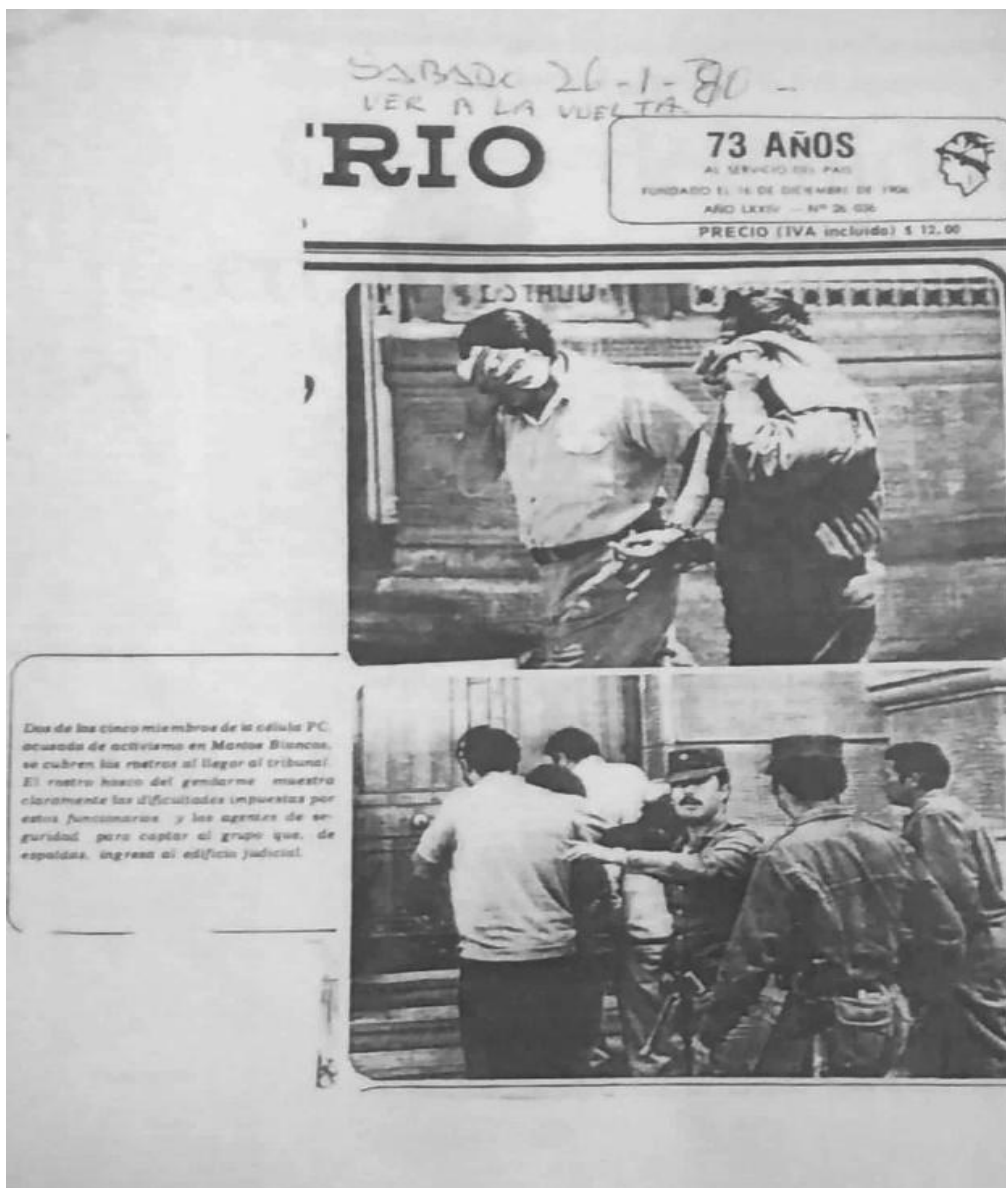 SABADO 26-1-80 -
VER A LA VUELTA.
RIO
73 AÑOS
AL SERVICIO DEL PAIS
FUNDADO EL 16 DE DICIEMBRE DE 1906
AÑO LXXIV — Nº 26.036
PRECIO (IVA incluido) $ 12.00
Dos de los cinco miembros de la célula PC,
acusada de activismo en Mantos Blancos,
se cubren los rostros al llegar al tribunal.
El rostro hosco del gendarme muestra
claramente las dificultades impuestas por
estos funcionarios y los agentes de se-
guridad para captar al grupo que, de
espaldas, ingresa al edificio judicial.